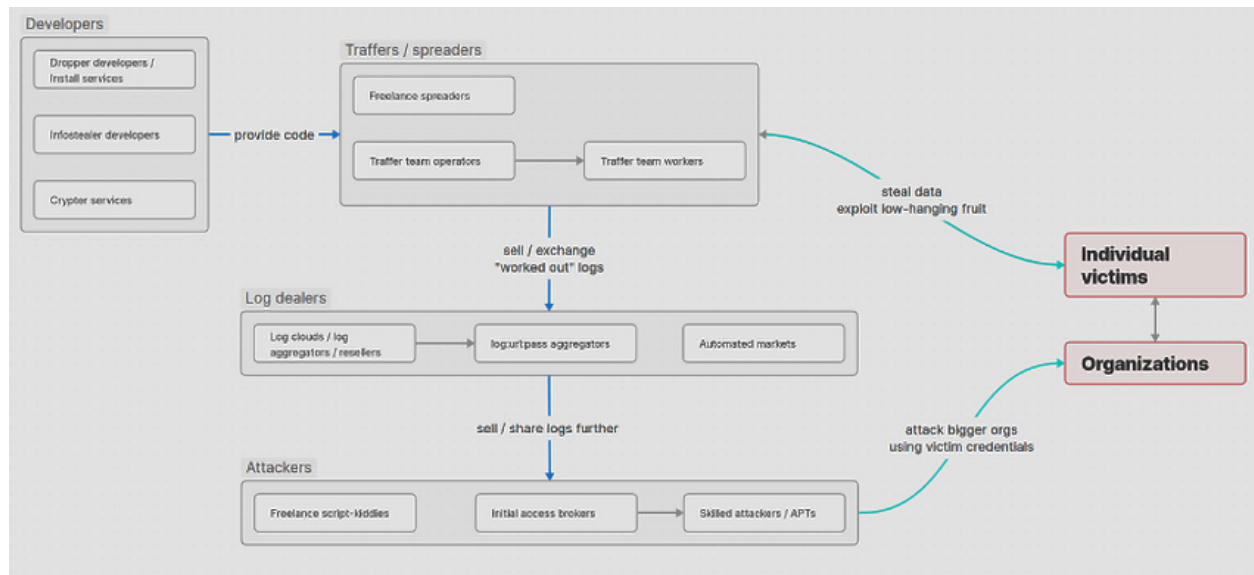 Developers
Dropper developers /
Install services
Infostealer developers
Crypter services
provide code
Traffers / spreaders
Freelance spreaders
Traffer team operators
Traffer team workers
steal data
exploit low-hanging fruit
sell / exchange
"worked out" logs
Individual
victims
Organizations
Log dealers
Log clouds / log
aggregators / resellers
log:url:pass aggregators
Automated markets
sell / share logs further
attack bigger orgs
using victim credentials
Attackers
Freelance script-kiddies
Initial access brokers
Skilled attackers / APTs